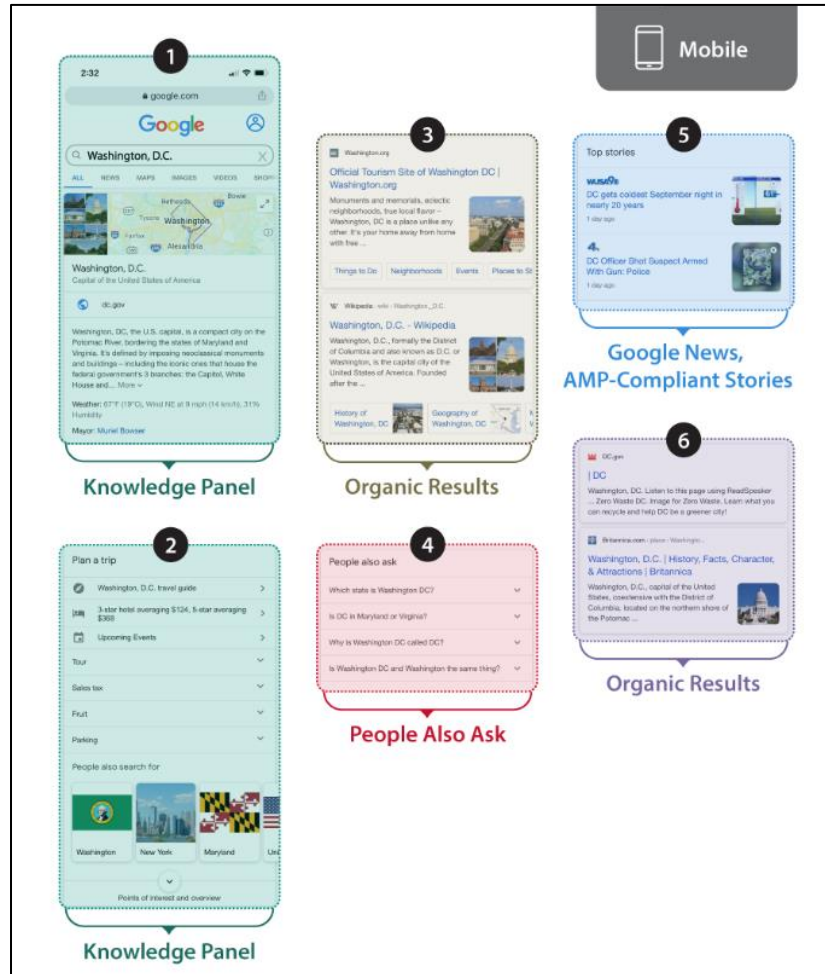 Mobile
1
2:32
google.com
Google
Washington, D.C.
ALL NEWS MAPS IMAGES VIDEOS SHOP
Bethesda
Bowie
Tysons
Washington
Fairfax
Alexandria
Washington, D.C.
Capital of the United States of America
dc.gov
Washington, DC, the U.S. capital, is a compact city on the
Potomac River, bordering the states of Maryland and
Virginia. It's defined by imposing neoclassical monuments
and buildings – including the iconic ones that house the
federal government's 3 branches: the Capitol, White
House and... More
Weather: 67°F (19°C), Wind NE at 9 mph (14 km/h), 31%
Humidity
Mayor: Muriel Bowser
Knowledge Panel
2
Plan a trip
Washington, D.C. travel guide
3-star hotel averaging $124, 5-star averaging
$368
Upcoming Events
Tour
Sales tax
Fruit
Parking
People also search for
Washington
New York
Maryland
Points of interest and overview
Knowledge Panel
3
Washington.org
Official Tourism Site of Washington DC |
Washington.org
Monuments and memorials, eclectic
neighborhoods, true local flavor –
Washington, DC is a place unlike any
other. It's your home away from home
with free ...
Things to Do Neighborhoods Events Places to St
W Wikipedia › wiki › Washington,_D.C.
Washington, D.C. - Wikipedia
Washington, D.C., formally the District
of Columbia and also known as D.C. or
Washington, is the capital city of the
United States of America. Founded
after the ...
History of
Washington, DC
Geography of
Washington, DC
Organic Results
4
People also ask
Which state is Washington DC?
Is DC in Maryland or Virginia?
Why is Washington DC called DC?
Is Washington DC and Washington the same thing?
People Also Ask
5
Top stories
WUSA9
DC gets coldest September night in
nearly 20 years
1 day ago
4
DC Officer Shot Suspect Armed
With Gun: Police
1 day ago
Google News,
AMP-Compliant Stories
6
DC.gov
| DC
Washington, DC. Listen to this page using ReadSpeaker
... Zero Waste DC. Image for Zero Waste. Learn what you
can recycle and help DC be a greener city!
Britannica.com › place › Washingto...
Washington, D.C. | History, Facts, Character,
& Attractions | Britannica
Washington, D.C., capital of the United
States, coextensive with the District of
Columbia, located on the northern shore of
the Potomac ...
Organic Results